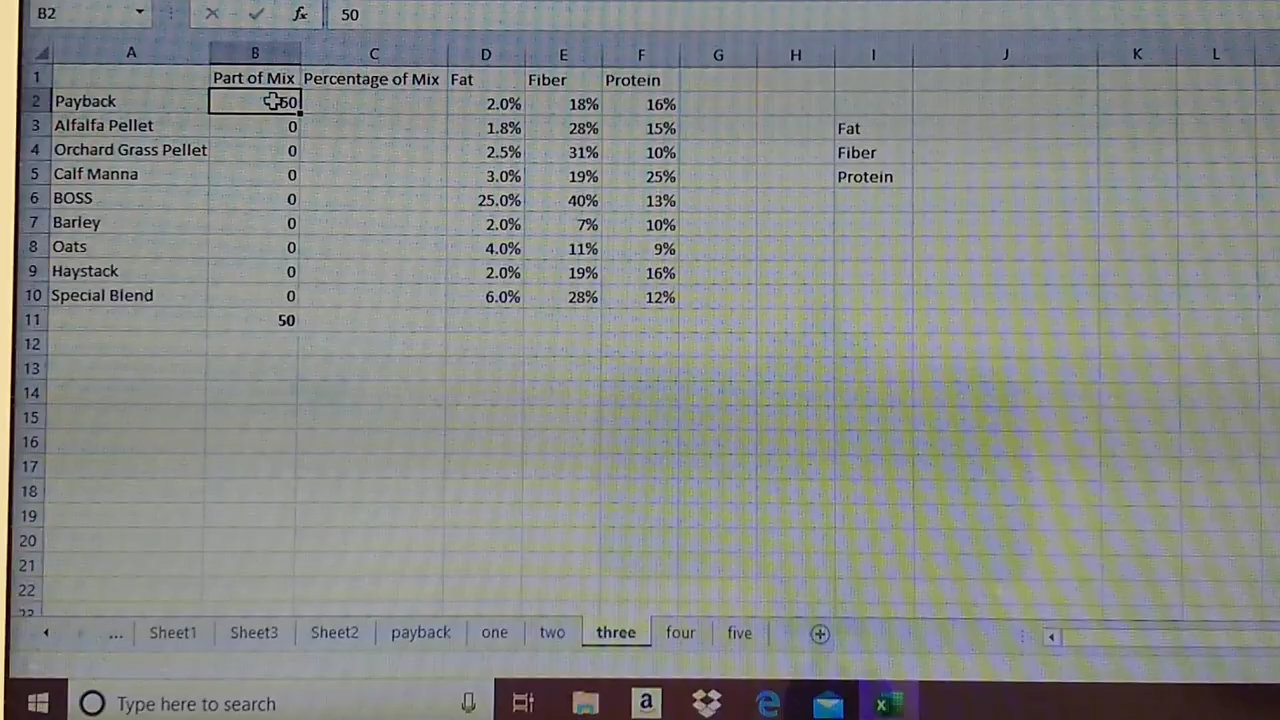 B2 fx 50
A B C D E F G H I J K L
1 Part of Mix Percentage of Mix Fat Fiber Protein
2 Payback 50 2.0% 18% 16%
3 Alfalfa Pellet 0 1.8% 28% 15% Fat
4 Orchard Grass Pellet 0 2.5% 31% 10% Fiber
5 Calf Manna 0 3.0% 19% 25% Protein
6 BOSS 0 25.0% 40% 13%
7 Barley 0 2.0% 7% 10%
8 Oats 0 4.0% 11% 9%
9 Haystack 0 2.0% 19% 16%
10 Special Blend 0 6.0% 28% 12%
11 50
12
13
14
15
16
17
18
19
20
21
22
... Sheet1 Sheet3 Sheet2 payback one two three four five
Type here to search a